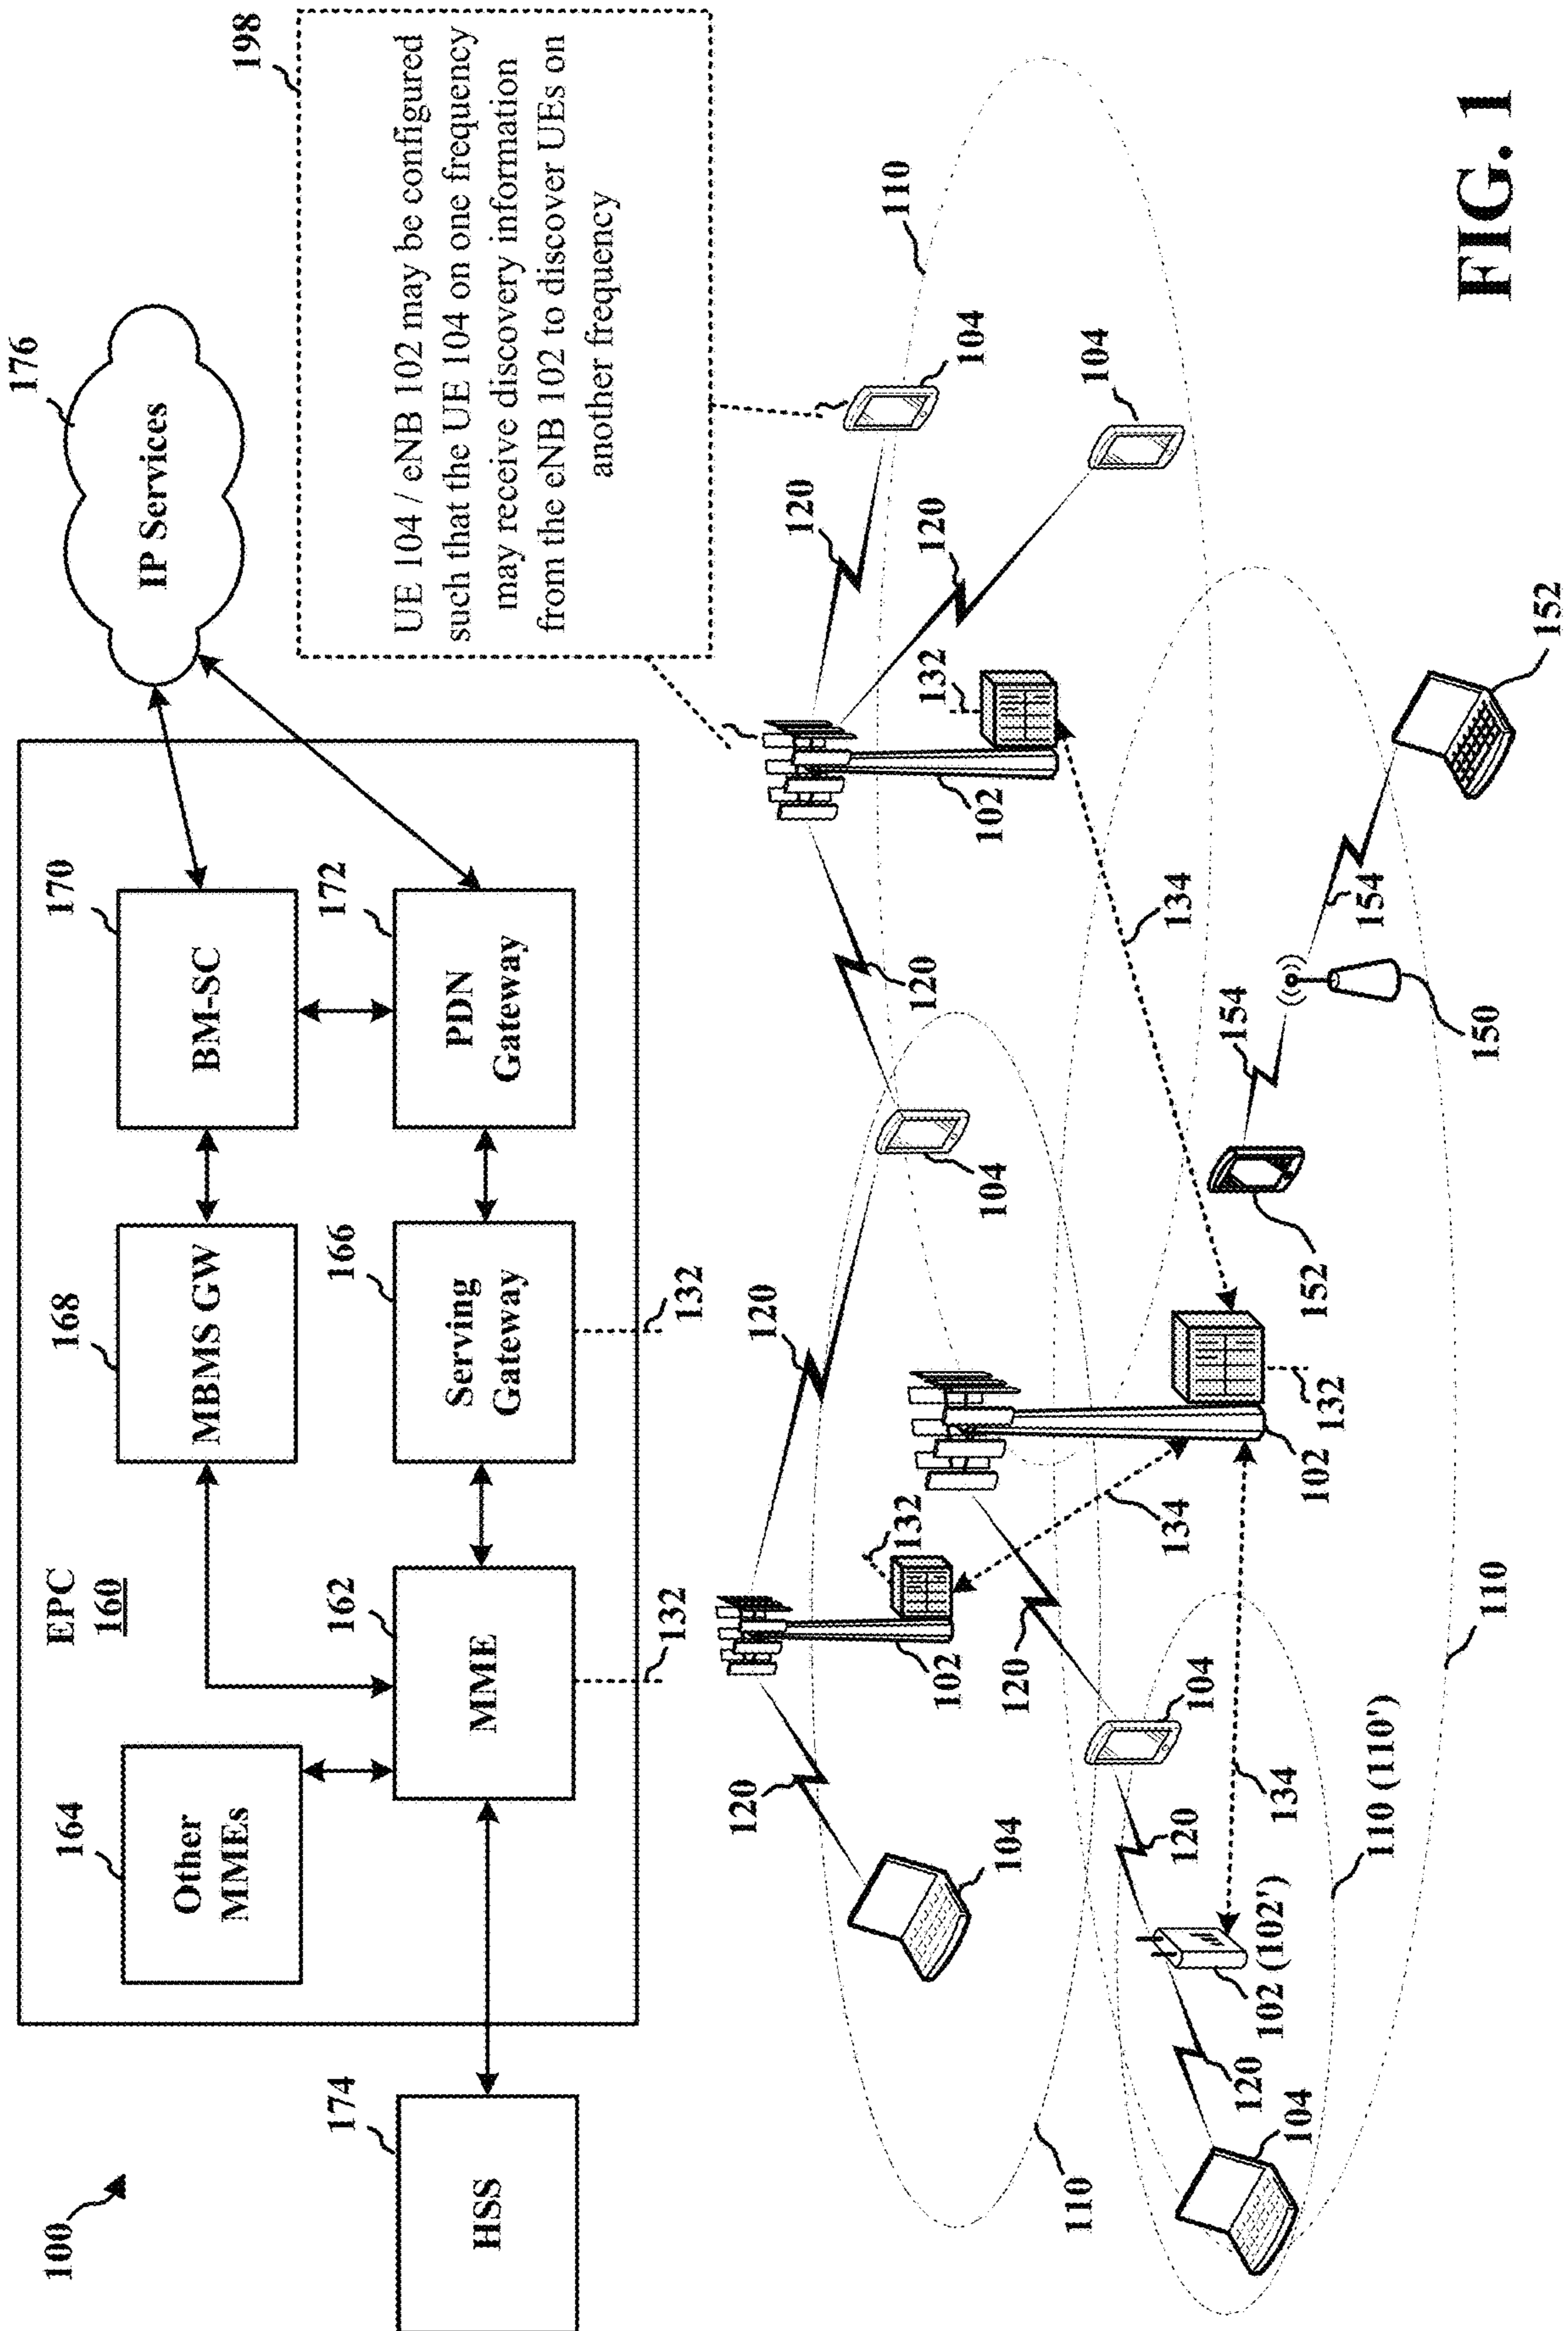 100
174
HSS
EPC
160
164
Other
MMEs
162
MME
132
168
MBMS GW
166
Serving
Gateway
132
170
BM-SC
172
PDN
Gateway
176
IP Services
198
UE 104 / eNB 102 may be configured
such that the UE 104 on one frequency
may receive discovery information
from the eNB 102 to discover UEs on
another frequency
110
104
120
104
120
132
102
120
104
120
132
102
120
104
110
134
134
120
132
102
104
120
102 (102')
120
104
134
110 (110')
110
152
154
150
154
152
FIG. 1